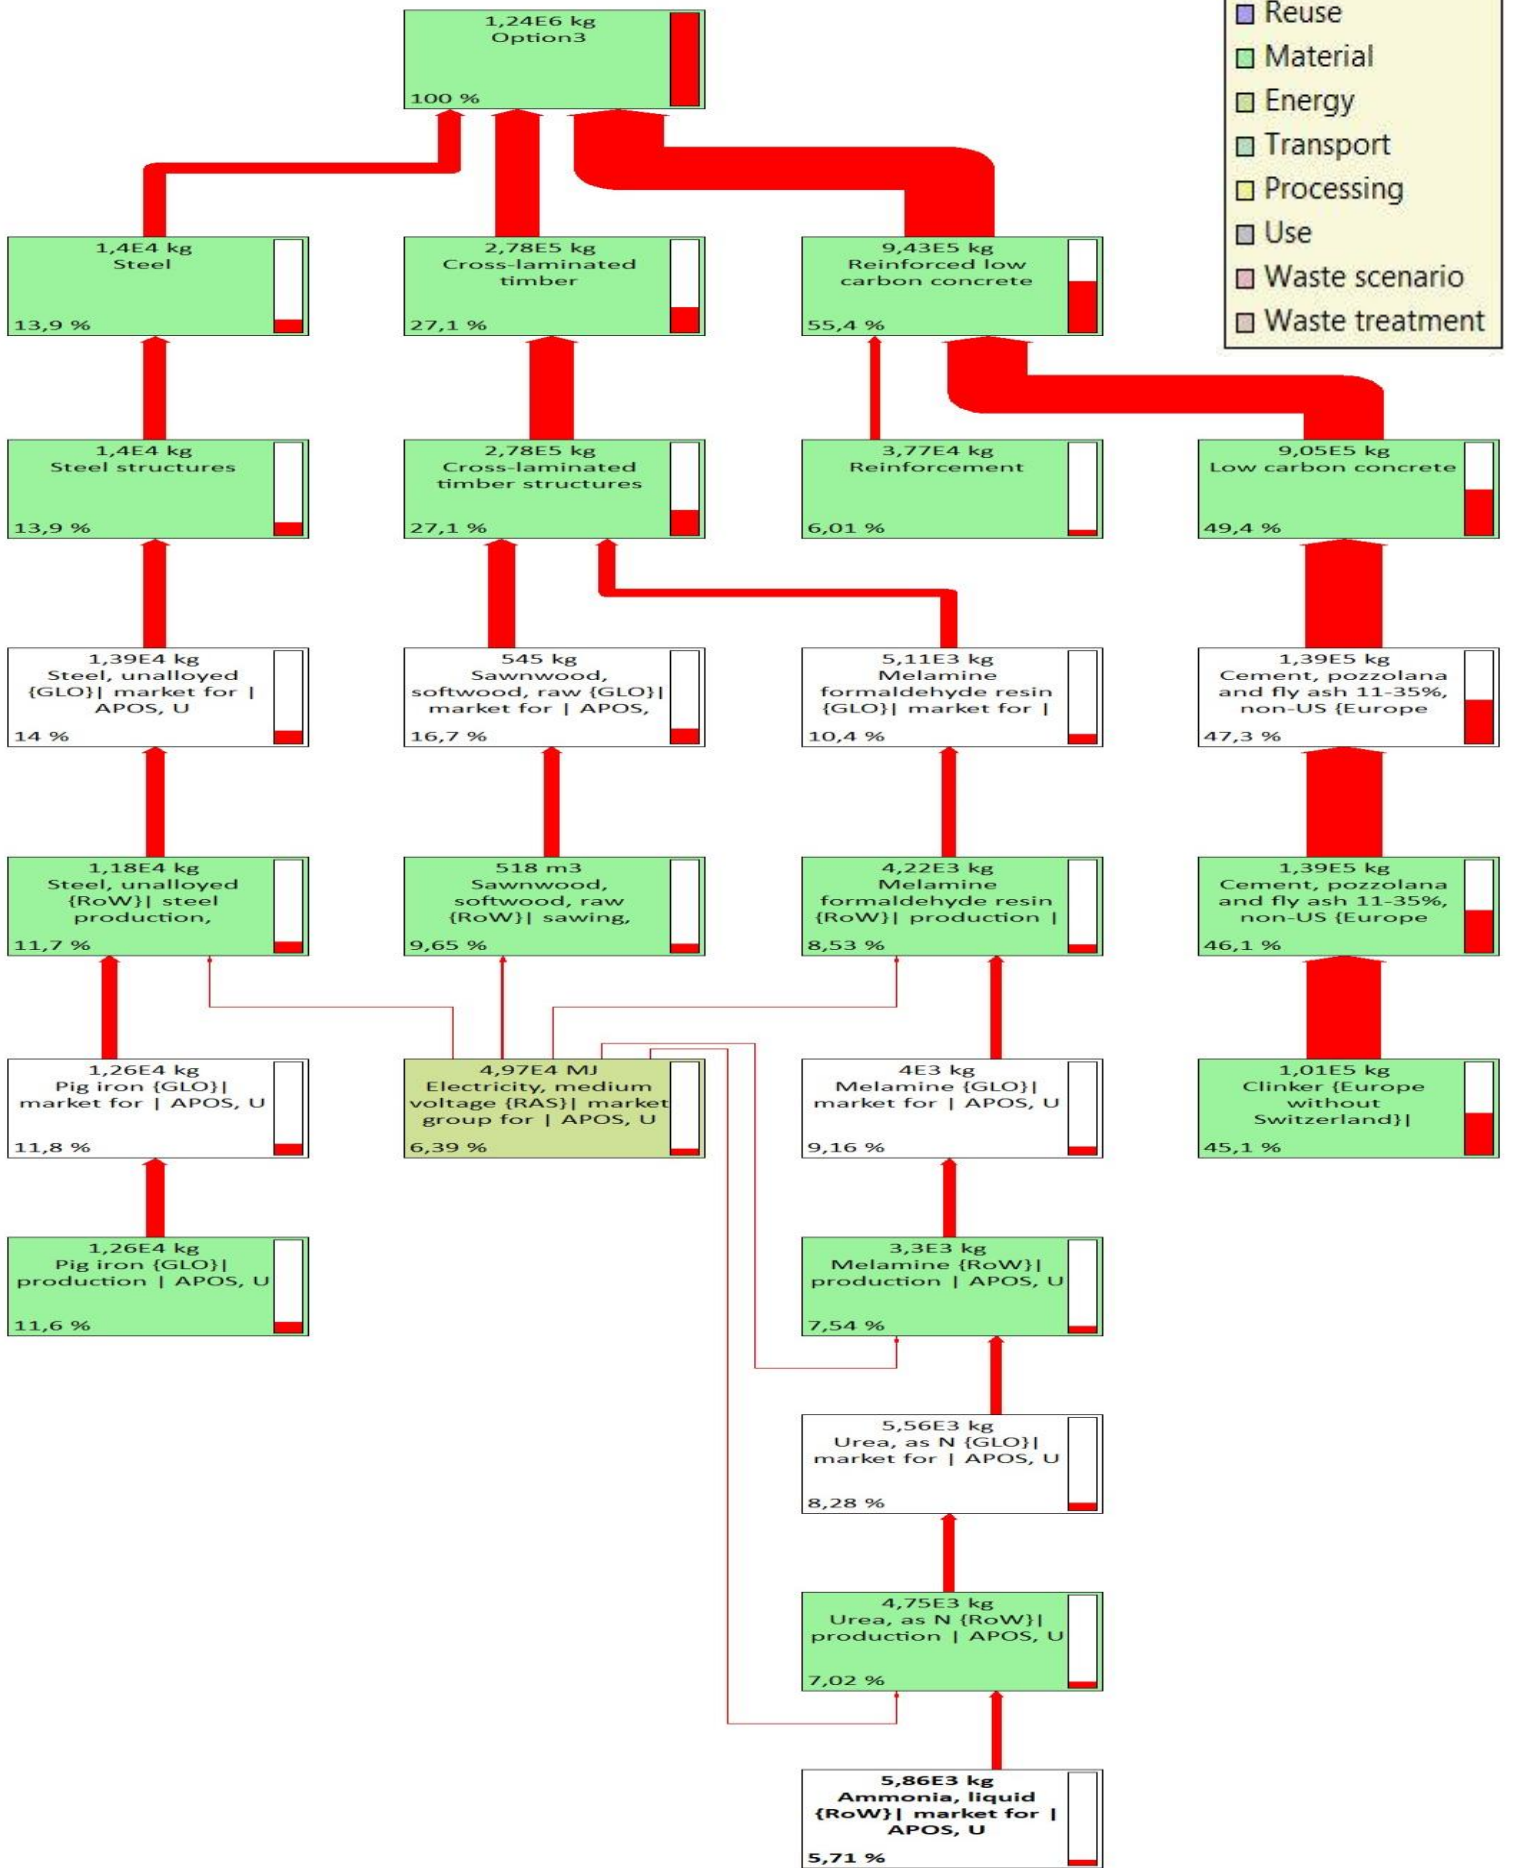 1,24E6 kg
Option3
100 %
Reuse
Material
Energy
Transport
Processing
Use
Waste scenario
Waste treatment
1,4E4 kg
Steel
13,9 %
2,78E5 kg
Cross-laminated
timber
27,1 %
9,43E5 kg
Reinforced low
carbon concrete
55,4 %
1,4E4 kg
Steel structures
13,9 %
2,78E5 kg
Cross-laminated
timber structures
27,1 %
3,77E4 kg
Reinforcement
6,01 %
9,05E5 kg
Low carbon concrete
49,4 %
1,39E4 kg
Steel, unalloyed
{GLO}| market for |
APOS, U
14 %
545 kg
Sawnwood,
softwood, raw {GLO}|
market for | APOS,
16,7 %
5,11E3 kg
Melamine
formaldehyde resin
{GLO}| market for |
10,4 %
1,39E5 kg
Cement, pozzolana
and fly ash 11-35%,
non-US {Europe
47,3 %
1,18E4 kg
Steel, unalloyed
{RoW}| steel
production,
11,7 %
518 m3
Sawnwood,
softwood, raw
{RoW}| sawing,
9,65 %
4,22E3 kg
Melamine
formaldehyde resin
{RoW}| production |
8,53 %
1,39E5 kg
Cement, pozzolana
and fly ash 11-35%,
non-US {Europe
46,1 %
1,26E4 kg
Pig iron {GLO}|
market for | APOS, U
11,8 %
4,97E4 MJ
Electricity, medium
voltage {RAS}| market
group for | APOS, U
6,39 %
4E3 kg
Melamine {GLO}|
market for | APOS, U
9,16 %
1,01E5 kg
Clinker {Europe
without
Switzerland}|
45,1 %
1,26E4 kg
Pig iron {GLO}|
production | APOS, U
11,6 %
3,3E3 kg
Melamine {RoW}|
production | APOS, U
7,54 %
5,56E3 kg
Urea, as N {GLO}|
market for | APOS, U
8,28 %
4,75E3 kg
Urea, as N {RoW}|
production | APOS, U
7,02 %
5,86E3 kg
Ammonia, liquid
{RoW}| market for |
APOS, U
5,71 %